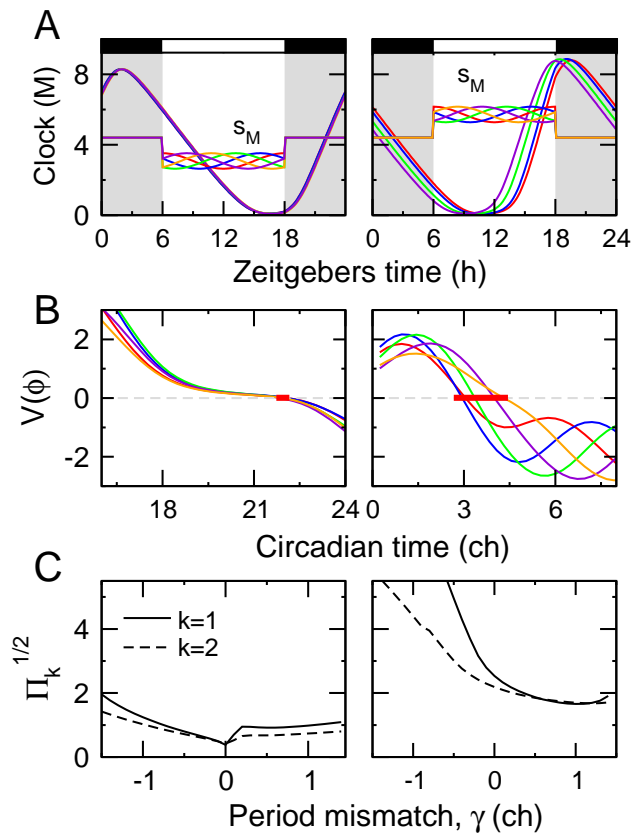 A
Clock (M)
8
4
0
s_M
s_M
0 6 12 18 0 6 12 18 24
Zeitgebers time (h)
B
V(ϕ)
2
0
-2
18 21 24 0 3 6
Circadian time (ch)
C
Π_k^{1/2}
4
2
0
k=1
k=2
-1 0 1 -1 0 1
Period mismatch, γ (ch)